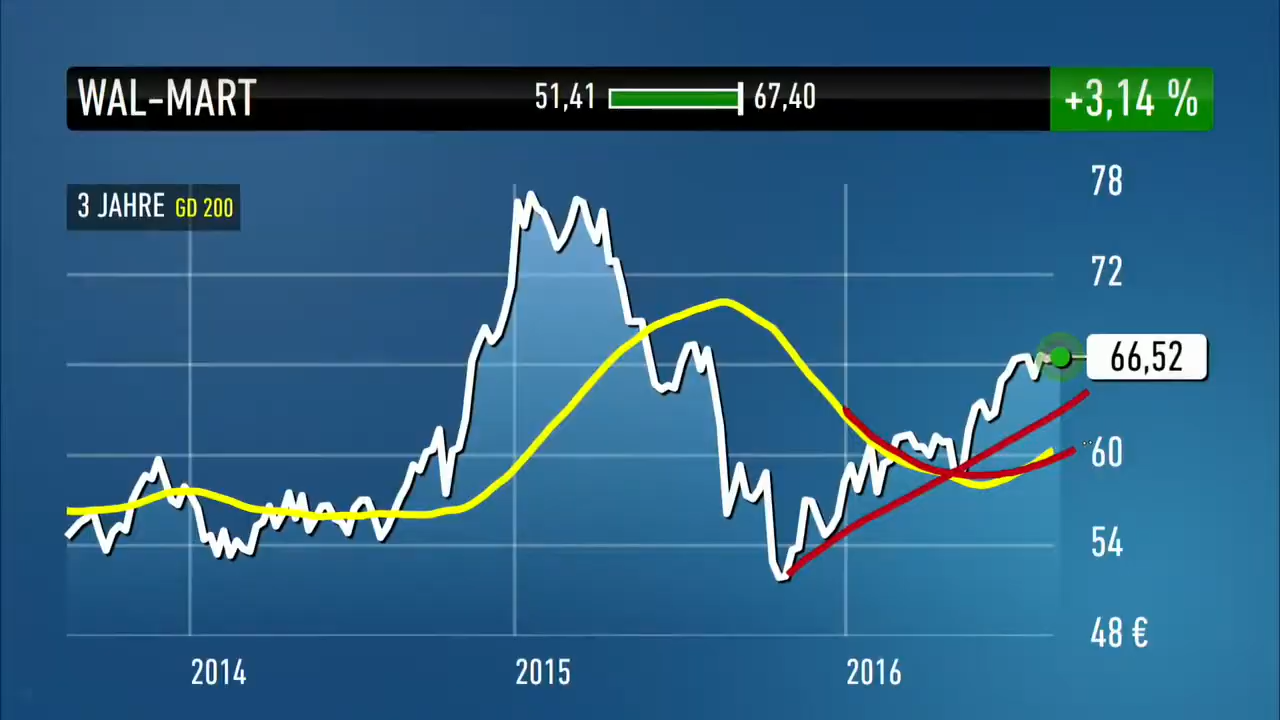 WAL-MART 51,41 67,40 +3,14 %
3 JAHRE GD 200
78
72
66,52
60
54
48 €
2014 2015 2016